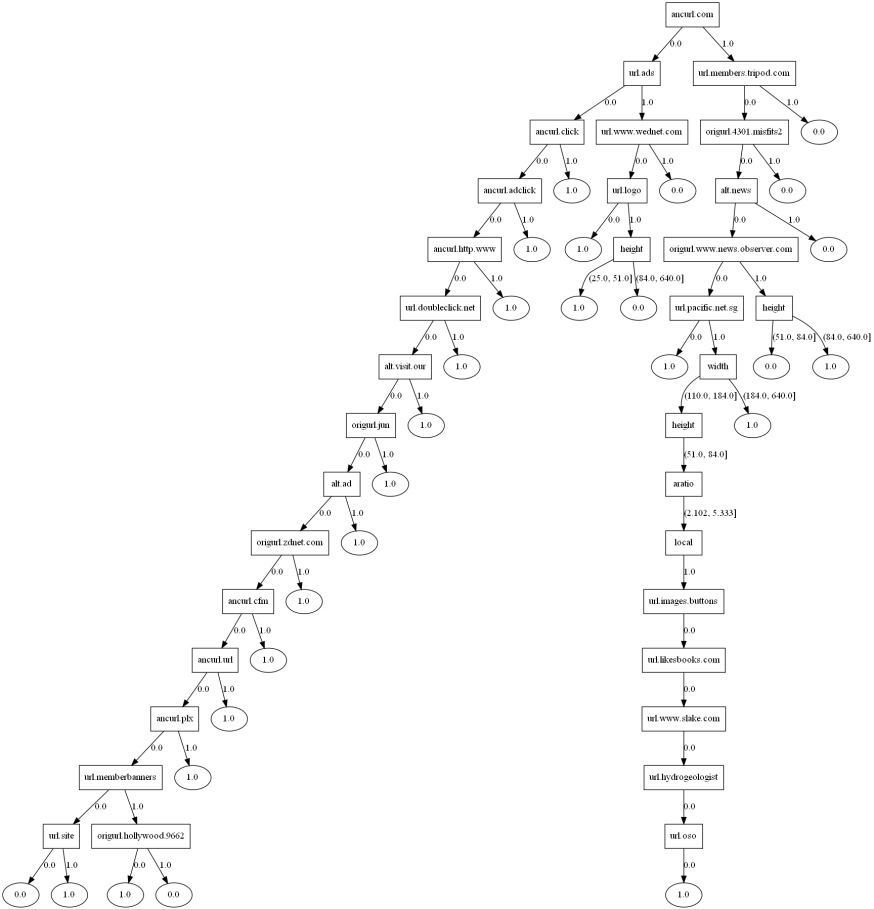 ancurl.com
0.0 1.0
url.ads url.members.tripod.com
0.0 1.0 0.0 1.0
ancurl.click url.www.wednet.com origurl.4301.misfits2 0.0
0.0 1.0 0.0 1.0 0.0 1.0
ancurl.adclick 1.0 url.logo 0.0 alt.news 0.0
0.0 1.0 0.0 1.0 0.0 1.0
ancurl.http.www 1.0 1.0 height origurl.www.news.observer.com 0.0
0.0 1.0 (25.0, 51.0] (84.0, 640.0] 0.0 1.0
url.doubleclick.net 1.0 1.0 0.0 url.pacific.net.sg height
0.0 1.0 0.0 1.0 (51.0, 84.0] (84.0, 640.0]
alt.visit.our 1.0 1.0 width 0.0 1.0
0.0 1.0 (110.0, 184.0] (184.0, 640.0]
origurl.jun 1.0 height 1.0
0.0 1.0 (51.0, 84.0]
alt.ad 1.0 aratio
0.0 1.0 (2.102, 5.333]
origurl.zdnet.com 1.0 local
0.0 1.0 1.0
ancurl.cfm 1.0 url.images.buttons
0.0 1.0 0.0
ancurl.url 1.0 url.likesbooks.com
0.0 1.0 0.0
ancurl.plx 1.0 url.www.slake.com
0.0 1.0 0.0
url.memberbanners 1.0 url.hydrogeologist
0.0 1.0 0.0
url.site origurl.hollywood.9662 url.oso
0.0 1.0 0.0 1.0 0.0
0.0 1.0 1.0 0.0 1.0